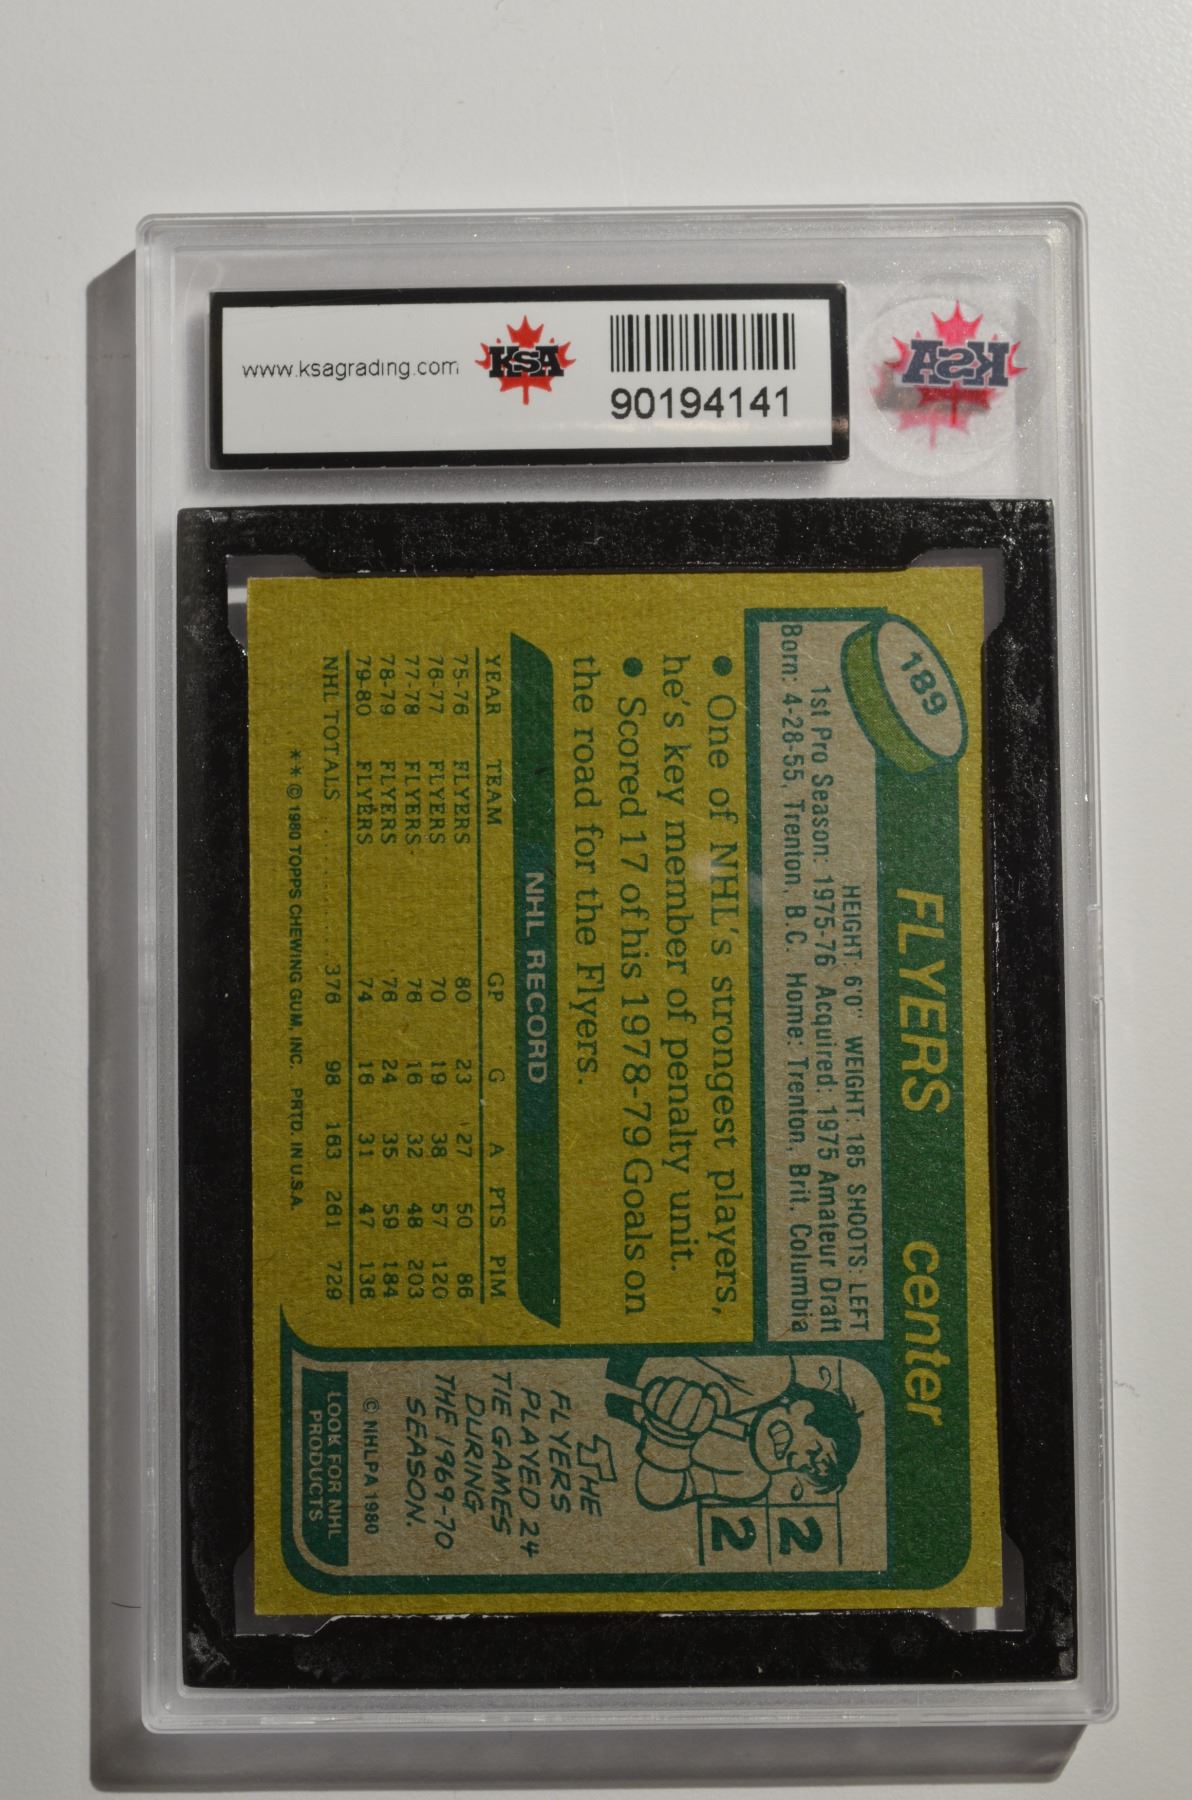 www.ksagrading.com
KSA
90194141
KSA
189
FLYERS center
HEIGHT: 6'0" WEIGHT: 185 SHOOTS: LEFT
1st Pro Season: 1975-76 Acquired: 1975 Amateur Draft
Born: 4-28-55, Trenton, B.C. Home: Trenton, Brit. Columbia
• One of NHL's strongest players,
he's key member of penalty unit.
• Scored 17 of his 1978-79 Goals on
the road for the Flyers.
NHL RECORD
YEAR TEAM GP G A PTS PIM
75-76 FLYERS 80 23 27 50 86
76-77 FLYERS 70 19 38 57 120
77-78 FLYERS 76 16 32 48 203
78-79 FLYERS 76 24 35 59 184
79-80 FLYERS 74 16 31 47 136
NHL TOTALS 376 98 163 261 729
** © 1980 TOPPS CHEWING GUM, INC. PRTD. IN U.S.A.
2
2
THE
FLYERS
PLAYED 24
TIE GAMES
DURING
THE 1969-70
SEASON.
© NHLPA 1980
LOOK FOR NHL
PRODUCTS